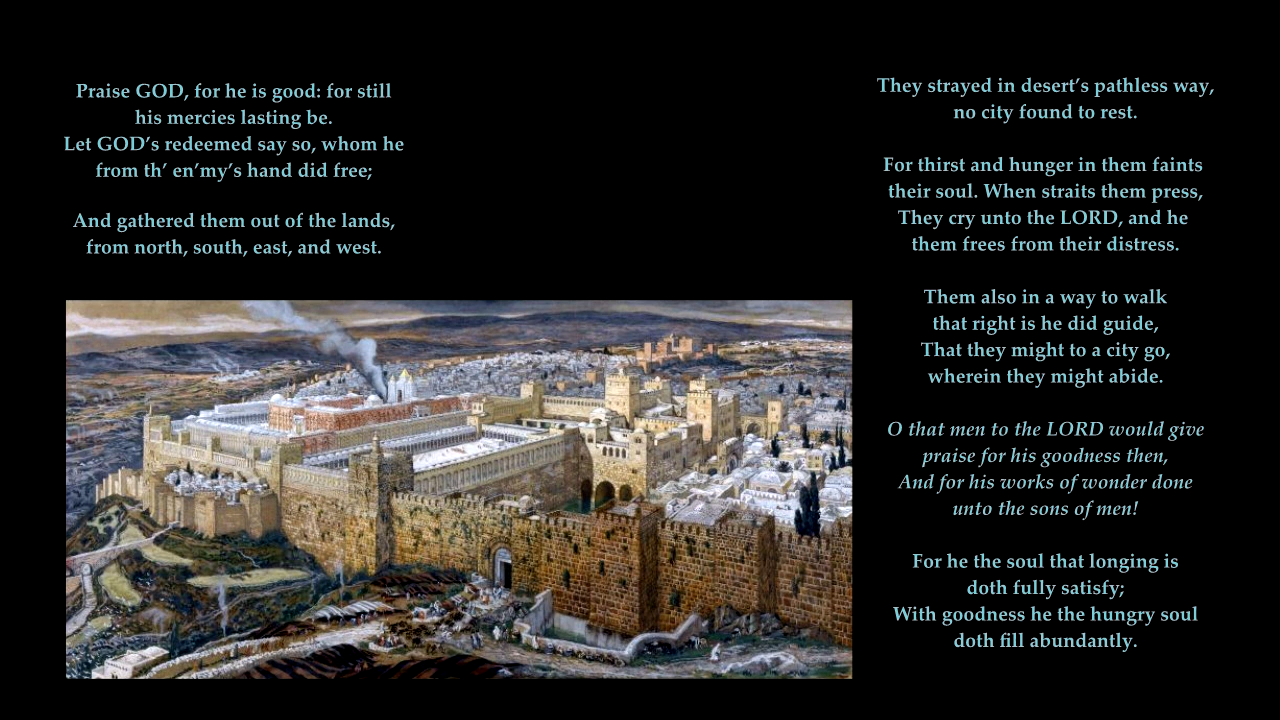 Praise GOD, for he is good: for still
his mercies lasting be.
Let GOD’s redeemed say so, whom he
from th’ en’my’s hand did free;
And gathered them out of the lands,
from north, south, east, and west.
They strayed in desert’s pathless way,
no city found to rest.
For thirst and hunger in them faints
their soul. When straits them press,
They cry unto the LORD, and he
them frees from their distress.
Them also in a way to walk
that right is he did guide,
That they might to a city go,
wherein they might abide.
O that men to the LORD would give
praise for his goodness then,
And for his works of wonder done
unto the sons of men!
For he the soul that longing is
doth fully satisfy;
With goodness he the hungry soul
doth fill abundantly.